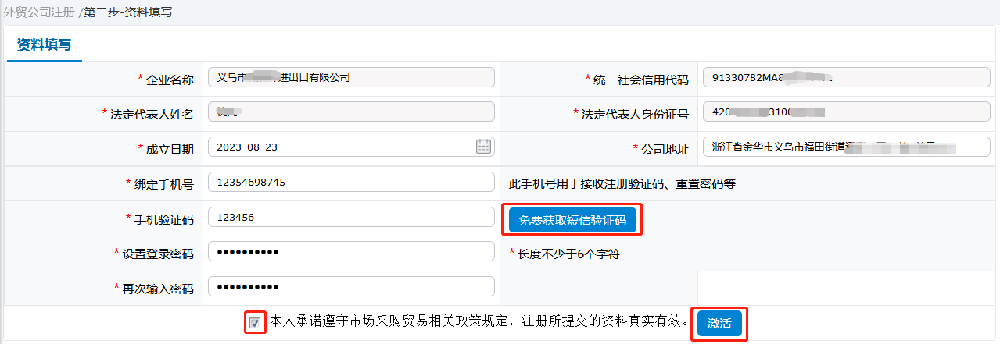 外贸公司注册 /第二步-资料填写
资料填写
* 企业名称 义乌市 进出口有限公司 * 统一社会信用代码 91330782MA8
* 法定代表人姓名 * 法定代表人身份证号 420 3100
* 成立日期 2023-08-23 * 公司地址 浙江省金华市义乌市福田街道
* 绑定手机号 12354698745 此手机号用于接收注册验证码、重置密码等
* 手机验证码 123456 免费获取短信验证码
* 设置登录密码 •••••••••• * 长度不少于6个字符
* 再次输入密码 ••••••••••
本人承诺遵守市场采购贸易相关政策规定，注册所提交的资料真实有效。 激活